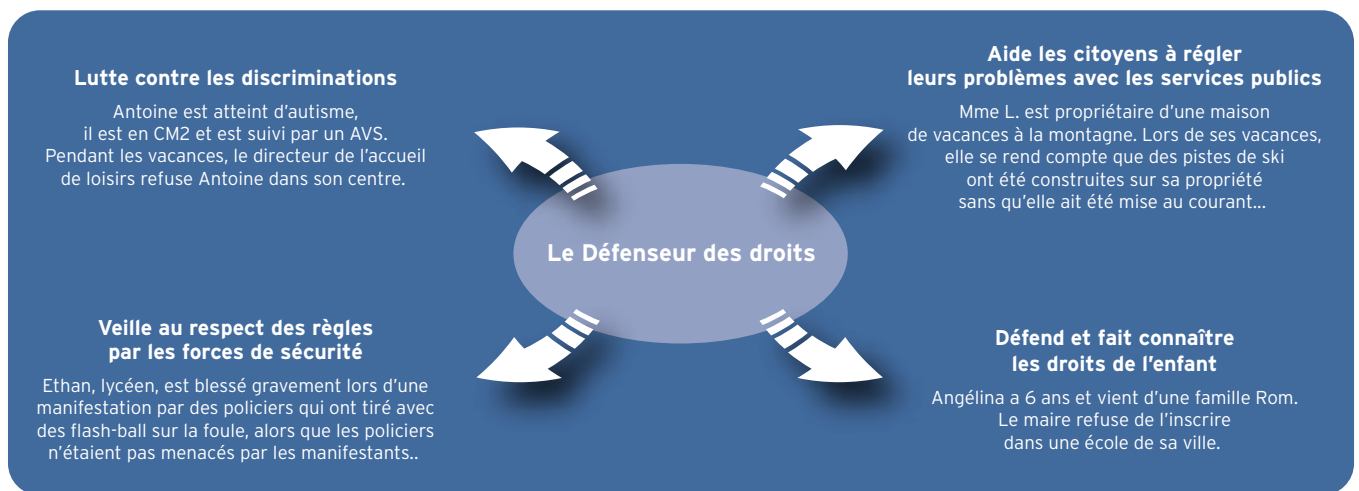 Lutte contre les discriminations
Antoine est atteint d'autisme,
il est en CM2 et est suivi par un AVS.
Pendant les vacances, le directeur de l'accueil
de loisirs refuse Antoine dans son centre.
Aide les citoyens à régler
leurs problèmes avec les services publics
Mme L. est propriétaire d'une maison
de vacances à la montagne. Lors de ses vacances,
elle se rend compte que des pistes de ski
ont été construites sur sa propriété
sans qu'elle ait été mise au courant...
Le Défenseur des droits
Veille au respect des règles
par les forces de sécurité
Ethan, lycéen, est blessé gravement lors d'une
manifestation par des policiers qui ont tiré avec
des flash-ball sur la foule, alors que les policiers
n'étaient pas menacés par les manifestants..
Défend et fait connaître
les droits de l'enfant
Angélina a 6 ans et vient d'une famille Rom.
Le maire refuse de l'inscrire
dans une école de sa ville.